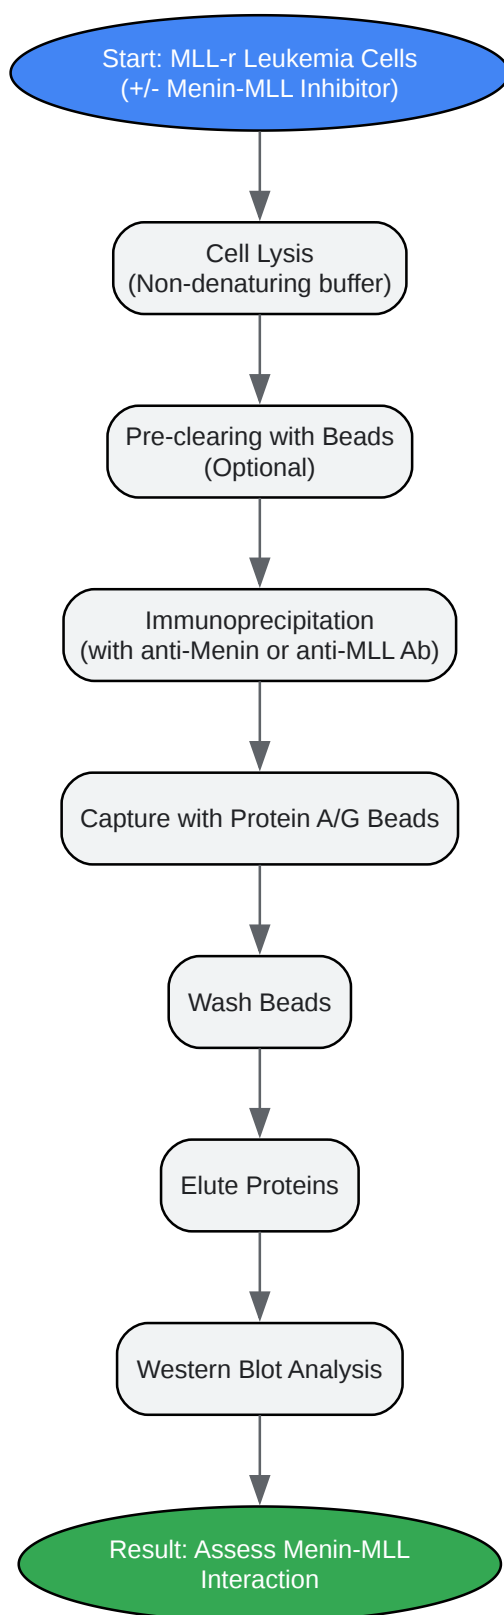 Start: MLL-r Leukemia Cells
(+/- Menin-MLL Inhibitor)
Cell Lysis
(Non-denaturing buffer)
Pre-clearing with Beads
(Optional)
Immunoprecipitation
(with anti-Menin or anti-MLL Ab)
Capture with Protein A/G Beads
Wash Beads
Elute Proteins
Western Blot Analysis
Result: Assess Menin-MLL
Interaction